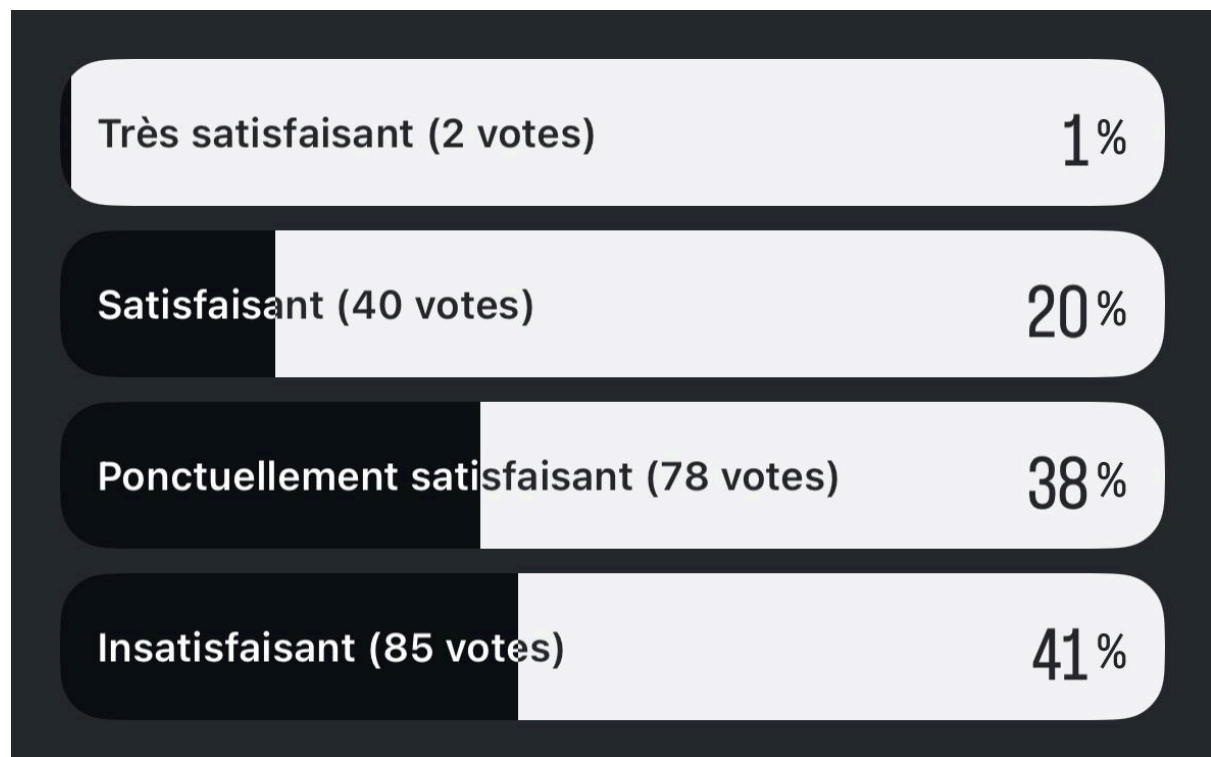 Très satisfaisant (2 votes) 1%
Satisfaisant (40 votes) 20%
Ponctuellement satisfaisant (78 votes) 38%
Insatisfaisant (85 votes) 41%